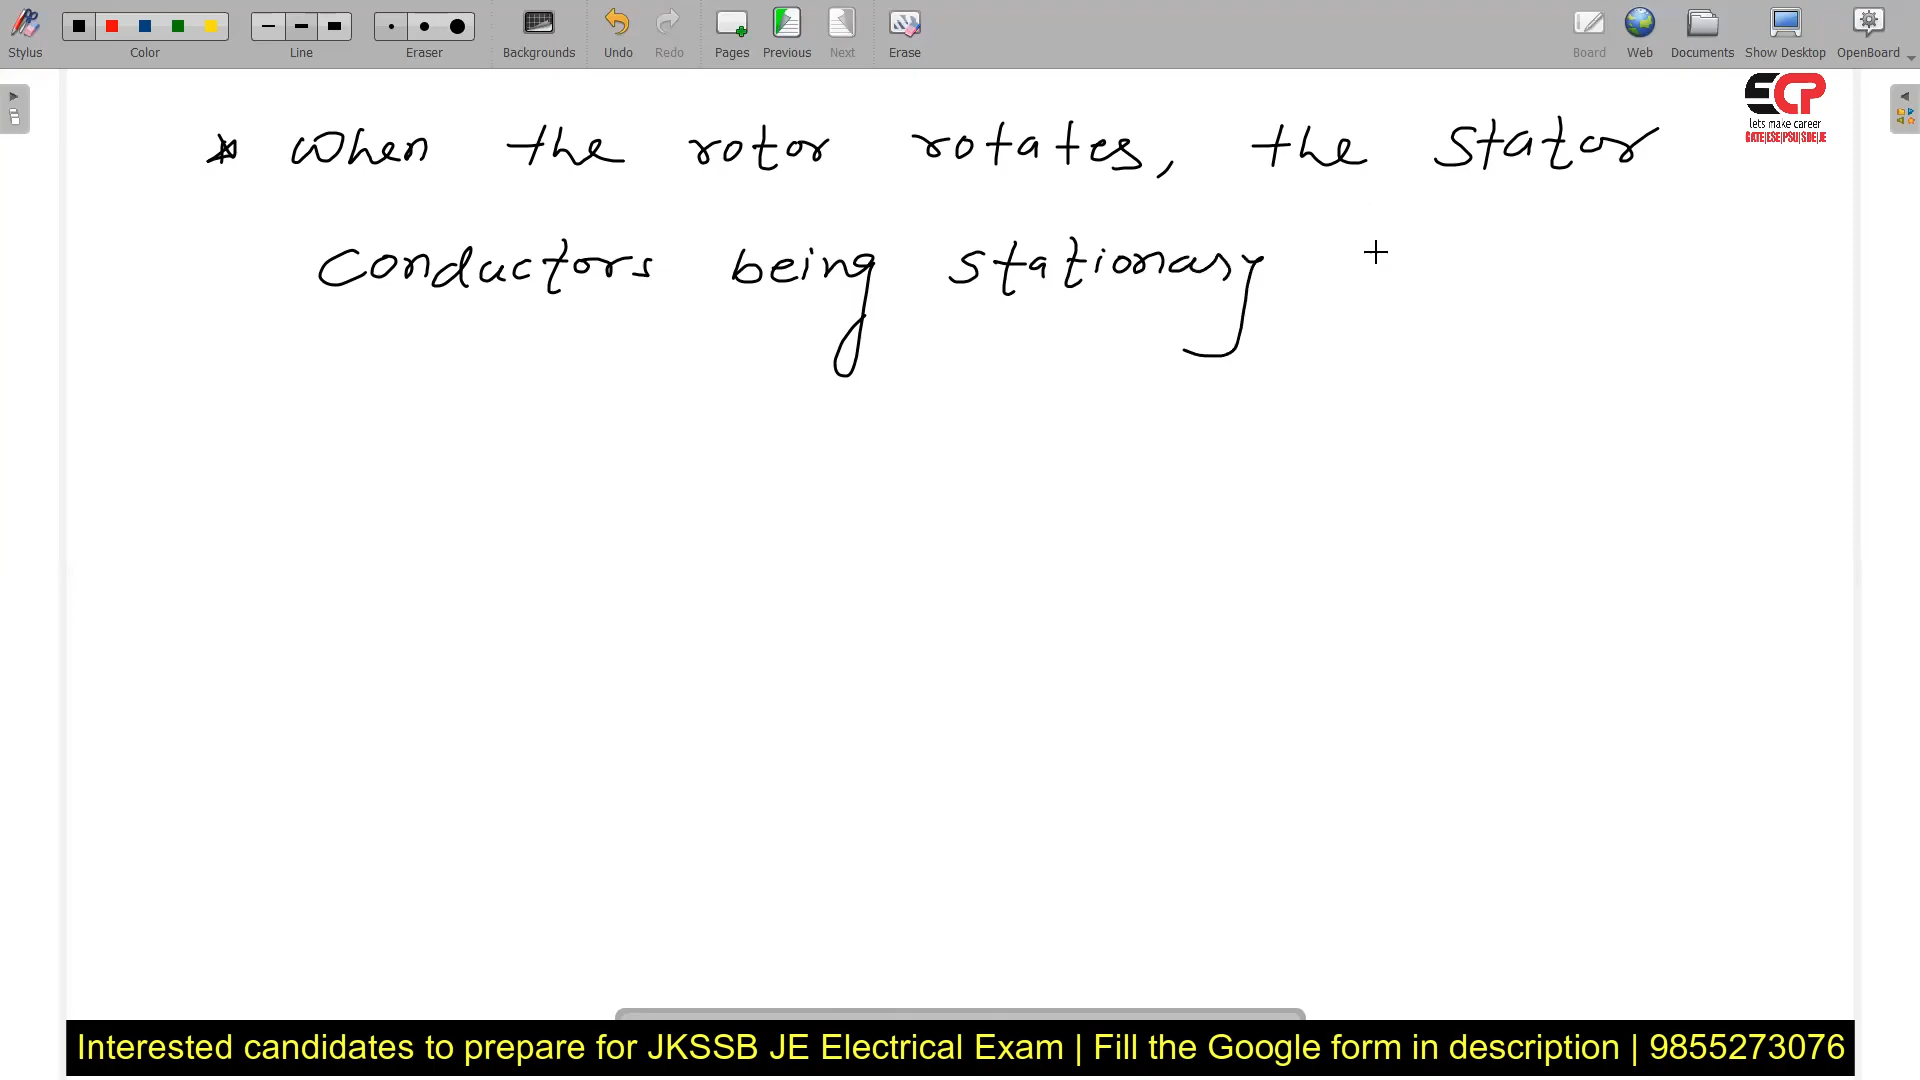 Stylus
Color
Line
Eraser
Backgrounds
Undo
Redo
Pages
Previous
Next
Erase
Board
Web
Documents
Show Desktop
OpenBoard
ECP
lets make career
GATE|ESE|PSU|SDE|JE
* When the rotor rotates, the stator
conductors being stationary
Interested candidates to prepare for JKSSB JE Electrical Exam | Fill the Google form in description | 9855273076